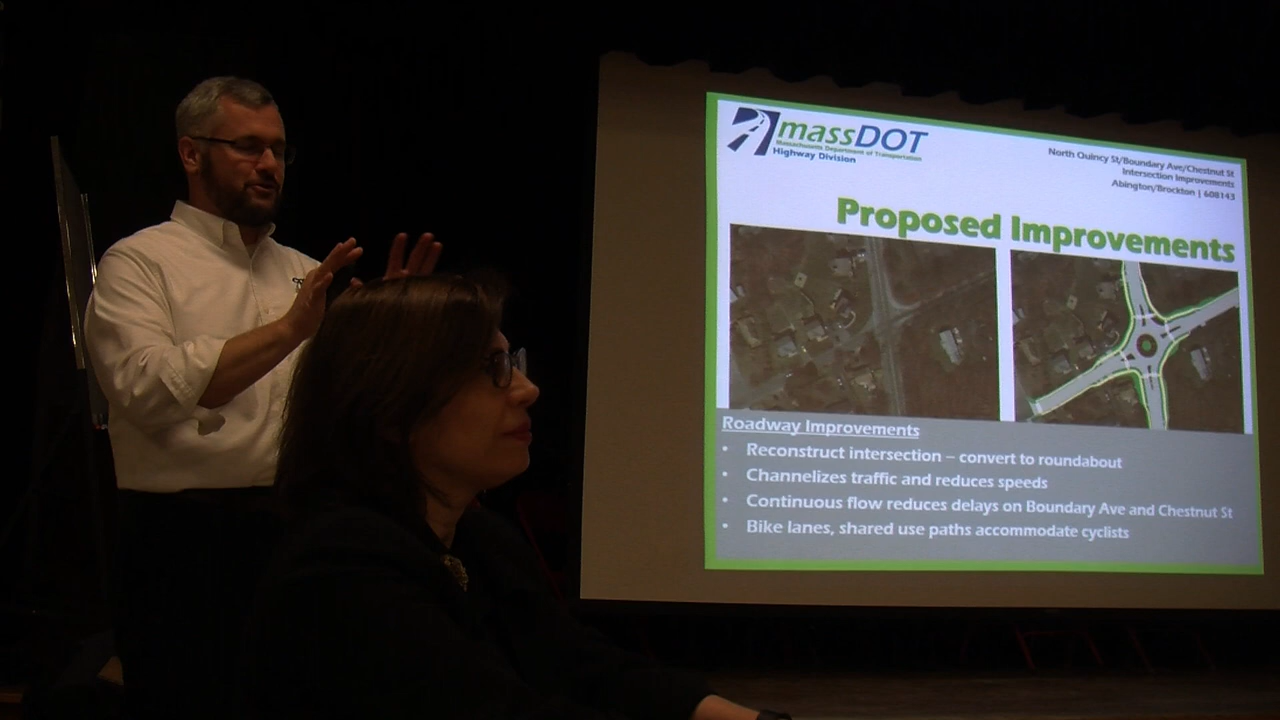 massDOT
Massachusetts Department of Transportation
Highway Division
North Quincy St/Boundary Ave/Chestnut St
Intersection Improvements
Abington/Brockton | 608143
Proposed Improvements
Roadway Improvements
• Reconstruct intersection – convert to roundabout
• Channelizes traffic and reduces speeds
• Continuous flow reduces delays on Boundary Ave and Chestnut St
• Bike lanes, shared use paths accommodate cyclists